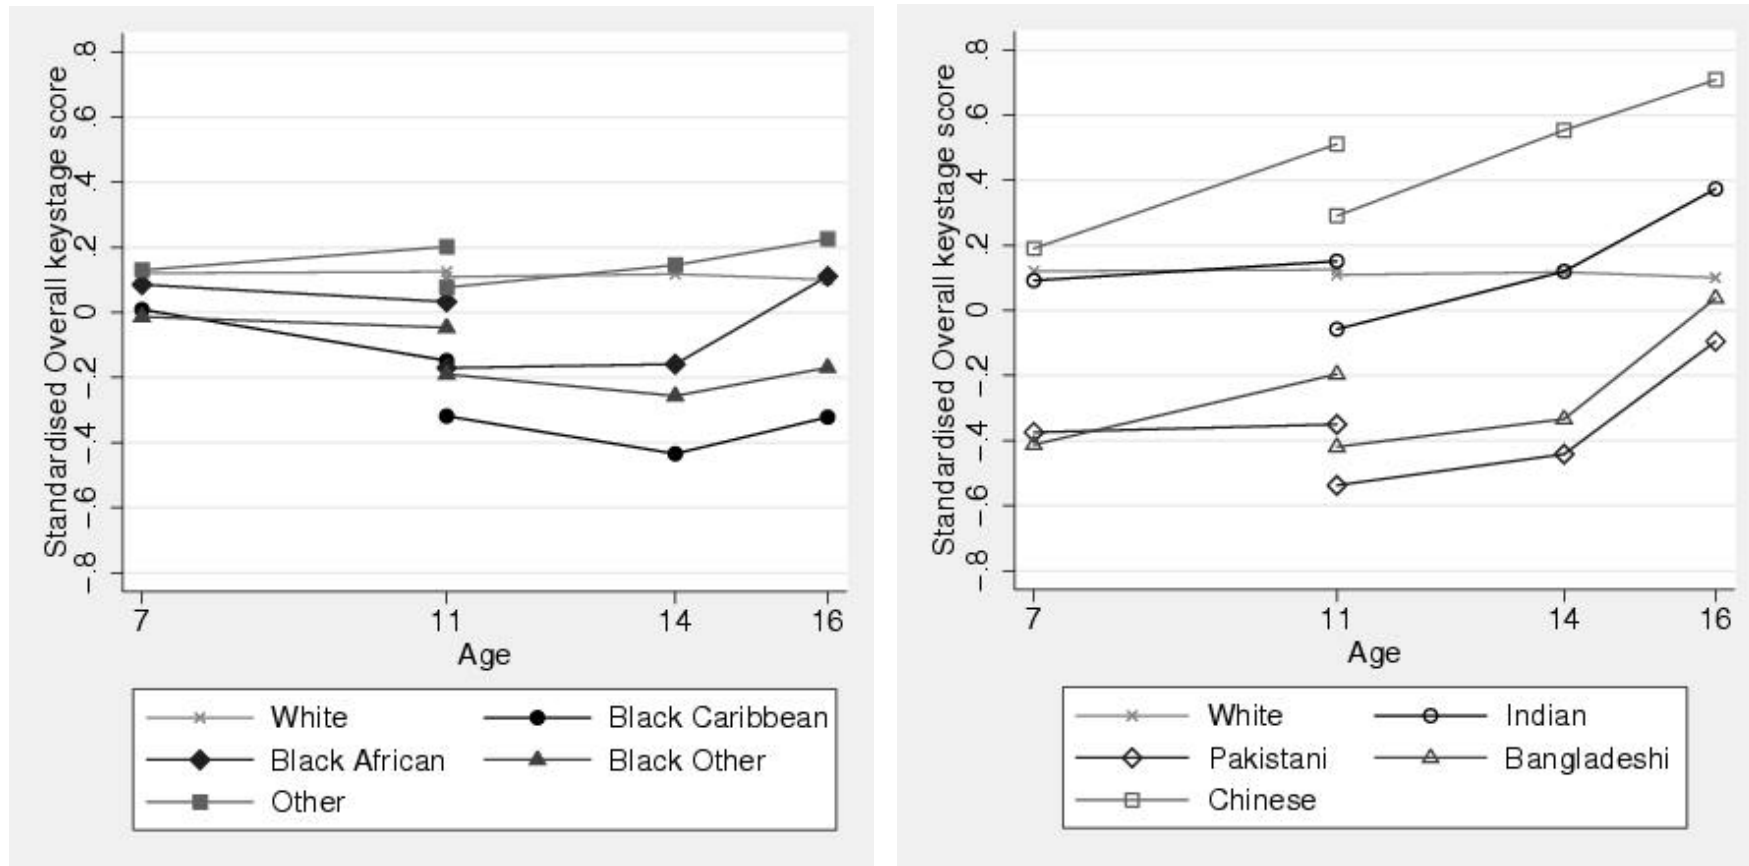 Standardised Overall keystage score
.8
.6
.4
.2
0
−.2
−.4
−.6
−.8
7 11 14 16
Age
White Black Caribbean
Black African Black Other
Other
Standardised Overall keystage score
.8
.6
.4
.2
0
−.2
−.4
−.6
−.8
7 11 14 16
Age
White Indian
Pakistani Bangladeshi
Chinese